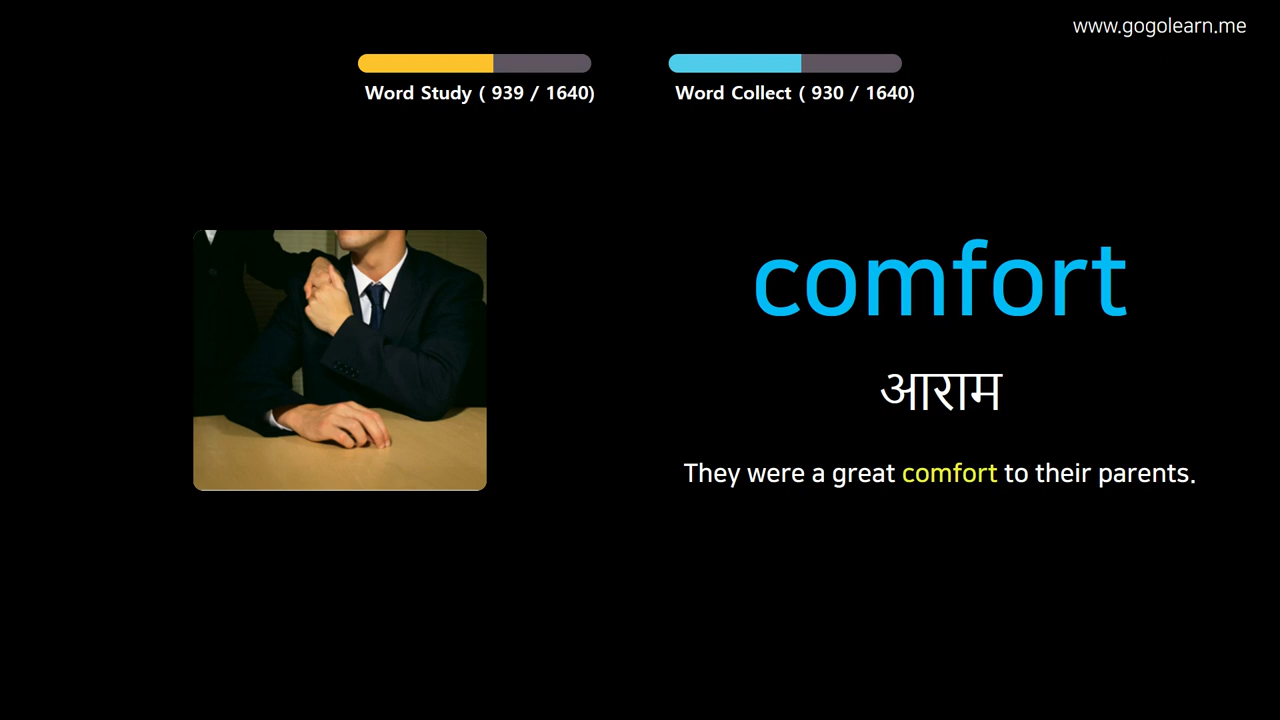 www.gogolearn.me
Word Study ( 939 / 1640)
Word Collect ( 930 / 1640)
comfort
आराम
They were a great comfort to their parents.